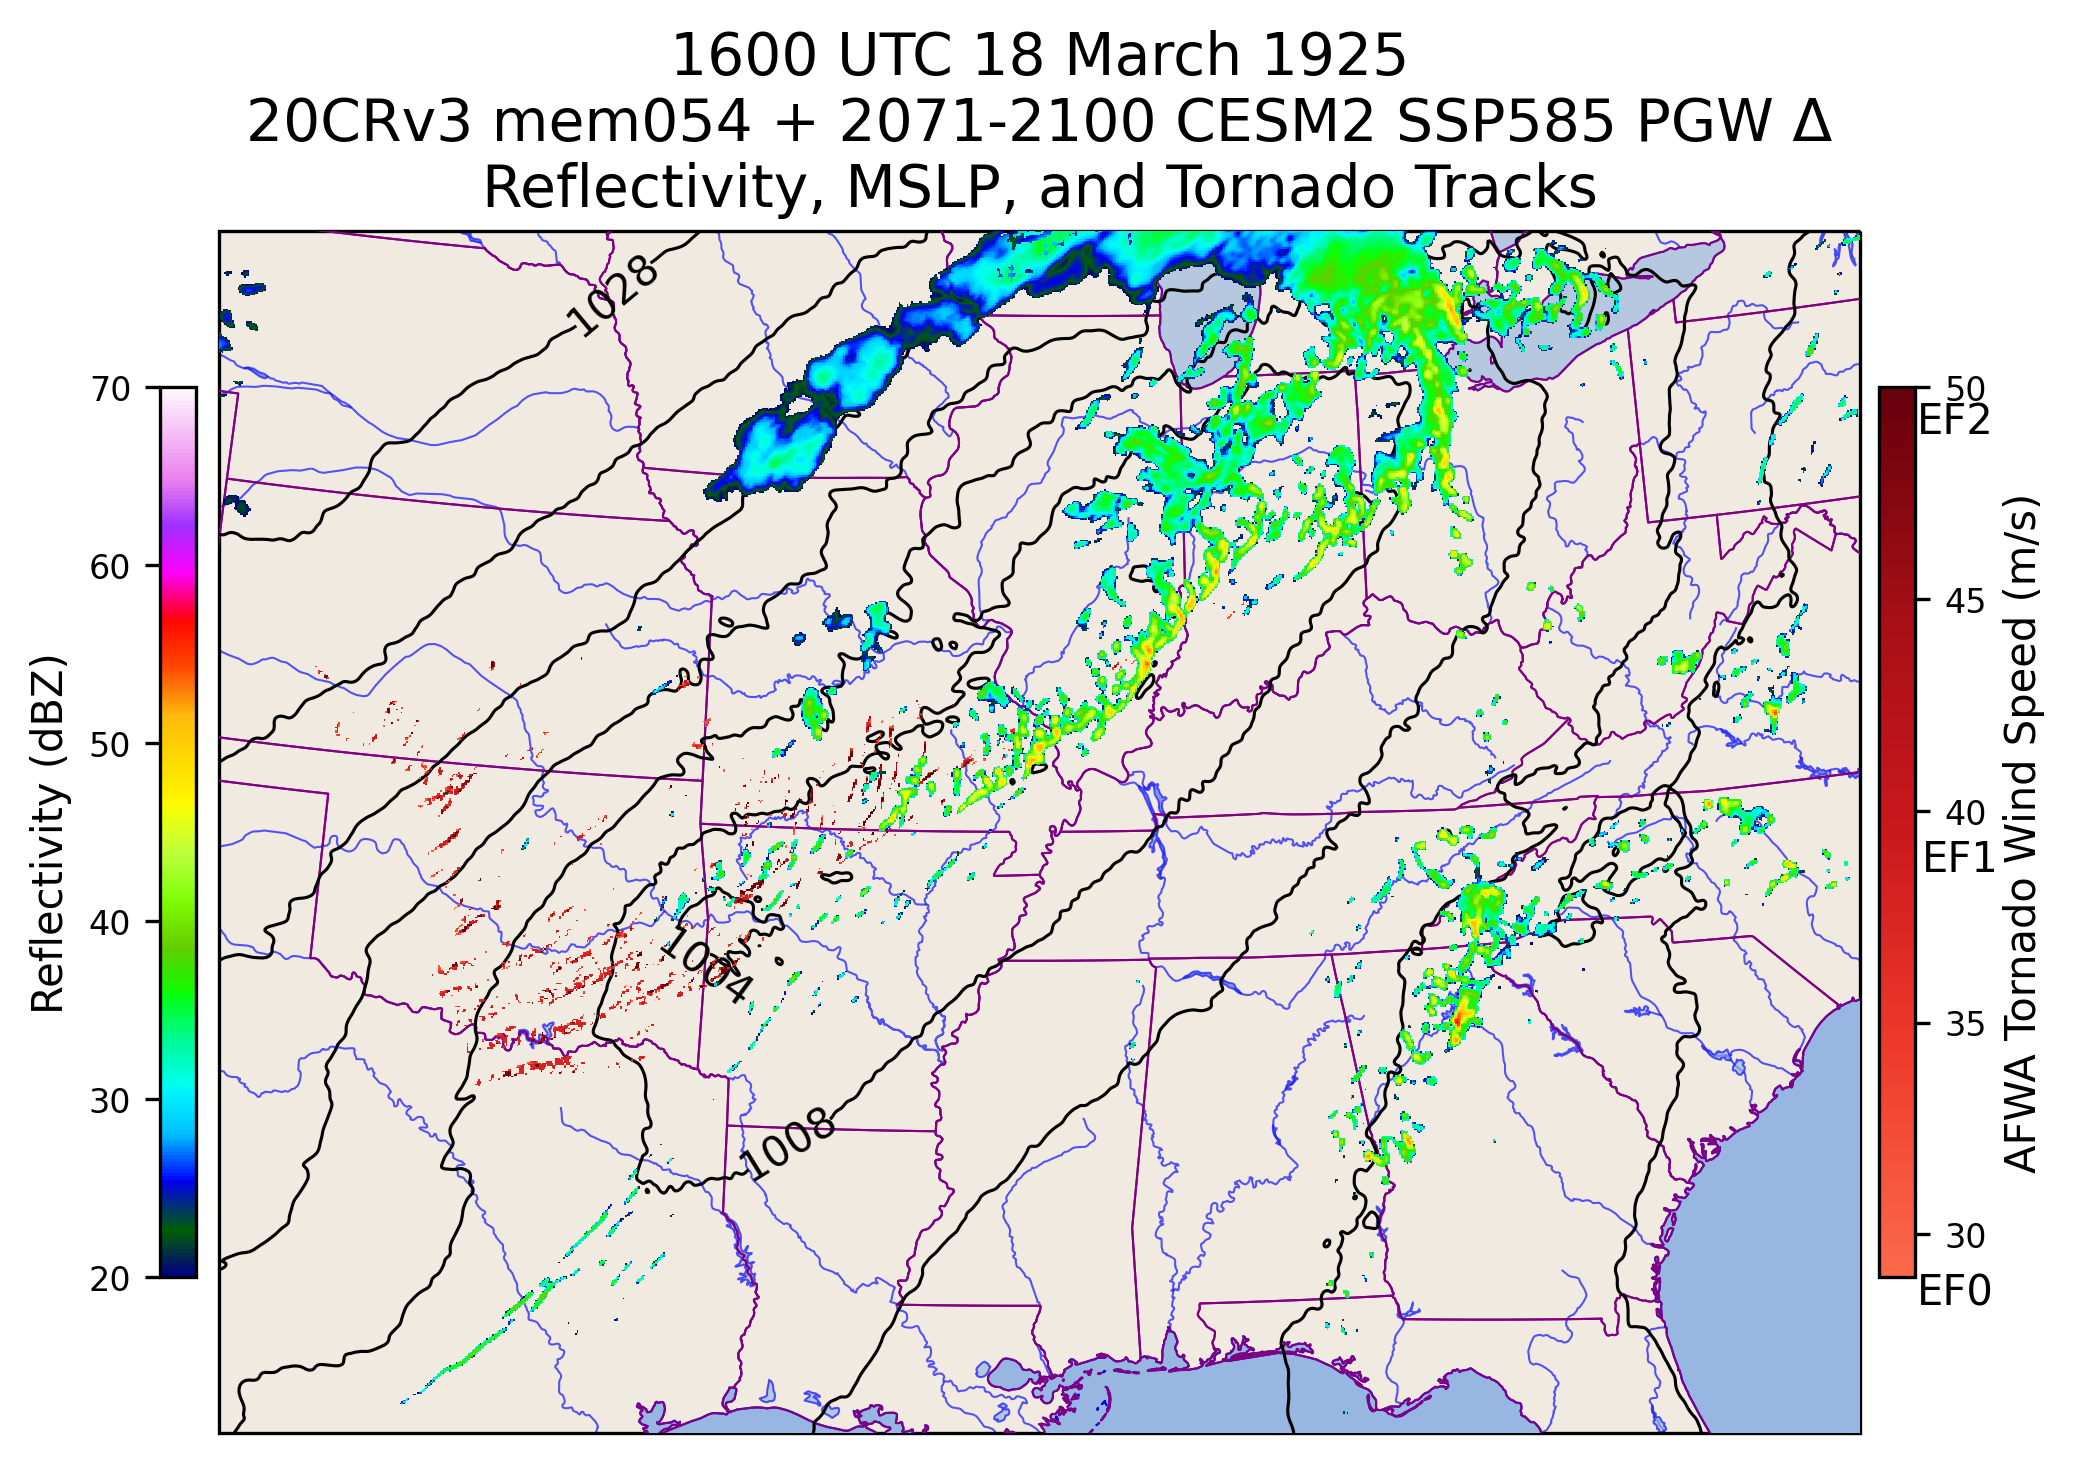 1600 UTC 18 March 1925
20CRv3 mem054 + 2071-2100 CESM2 SSP585 PGW Δ
Reflectivity, MSLP, and Tornado Tracks
1028
1004
1008
70
60
50
40
30
20
Reflectivity (dBZ)
50
EF2
45
40
EF1
35
30
EF0
AFWA Tornado Wind Speed (m/s)